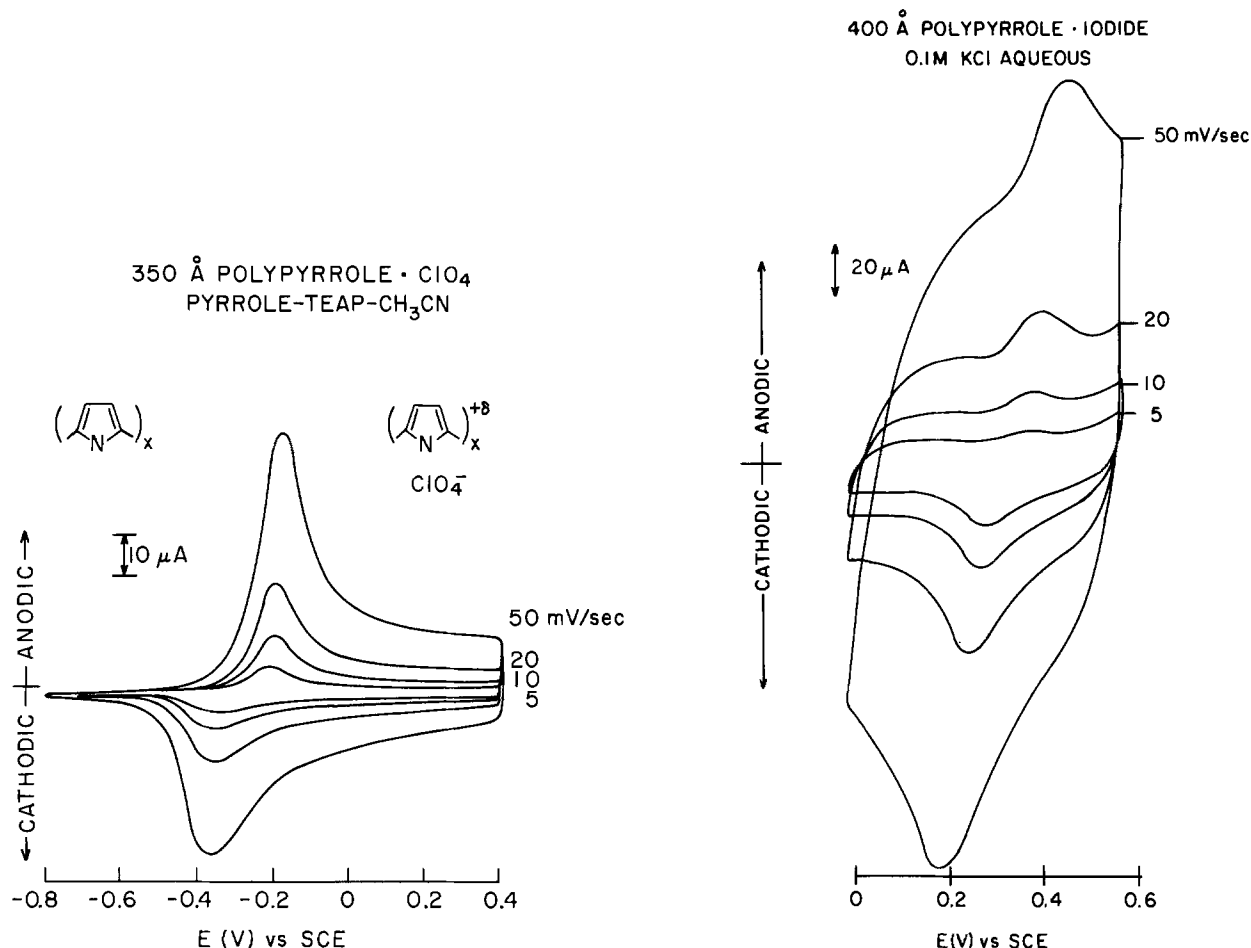 350 Å POLYPYRROLE · ClO₄
PYRROLE-TEAP-CH₃CN
( N )x
( N )x +δ
ClO₄⁻
10 μA
50 mV/sec
20
10
5
←CATHODIC ANODIC→
-0.8 -0.6 -0.4 -0.2 0 0.2 0.4
E (V) vs SCE
400 Å POLYPYRROLE · IODIDE
0.1M KCl AQUEOUS
50 mV/sec
20 μA
20
10
5
←CATHODIC ANODIC→
0 0.2 0.4 0.6
E(V) vs SCE